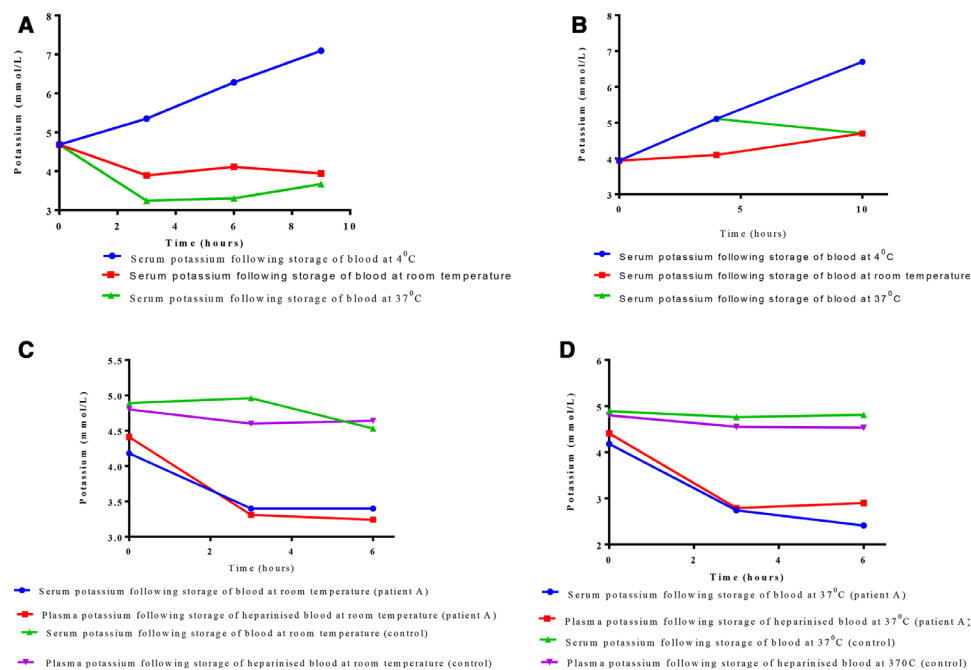 A
8
7
6
5
4
3
Potassium (mmol/L)
0
2
4
6
8
10
Time (hours)
Serum potassium following storage of blood at 4⁰C
Serum potassium following storage of blood at room temperature
Serum potassium following storage of blood at 37⁰C
B
8
7
6
5
4
3
Potassium (mmol/L)
0
5
10
Time (hours)
Serum potassium following storage of blood at 4⁰C
Serum potassium following storage of blood at room temperature
Serum potassium following storage of blood at 37⁰C
C
5.5
5.0
4.5
4.0
3.5
3.0
Potassium (mmol/L)
0
2
4
6
Time (hours)
Serum potassium following storage of blood at room temperature (patient A)
Plasma potassium following storage of heparinised blood at room temperature (patient A)
Serum potassium following storage of blood at room temperature (control)
Plasma potassium following storage of heparinised blood at room temperature (control)
D
6
5
4
3
2
Potassium (mmol/L)
0
2
4
6
Time (hours)
Serum potassium following storage of blood at 37⁰C (patient A)
Plasma potassium following storage of heparinised blood at 37⁰C (patient A)
Serum potassium following storage of blood at 37⁰C (control)
Plasma potassium following storage of heparinised blood at 370C (control)